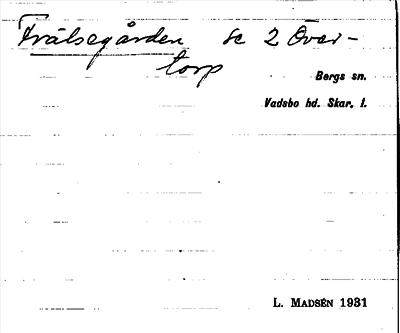 Frälsegården se 2 Över-
torp
Bergs sn.
Vadsbo hd. Skar. l.
L. MADSÉN 1931